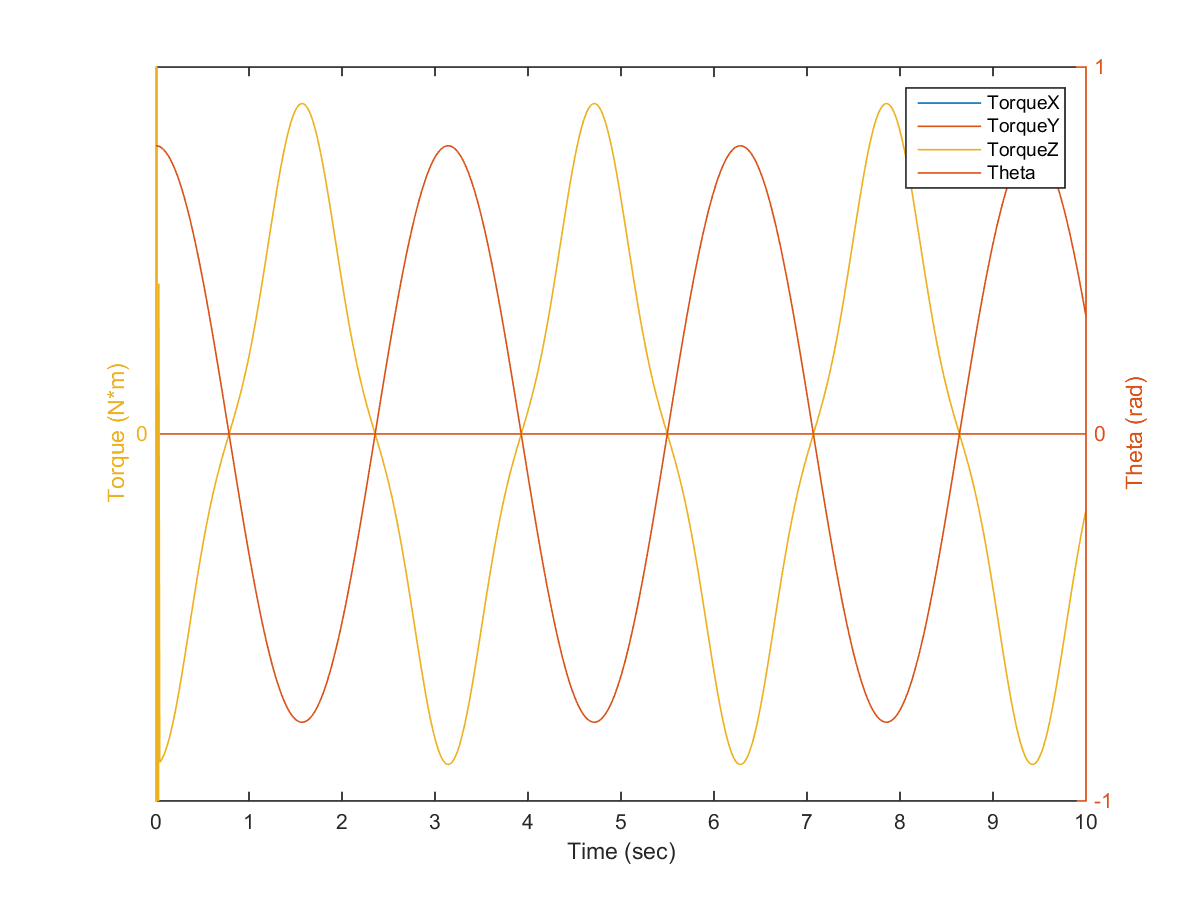 1
TorqueX
TorqueY
TorqueZ
Theta
Torque (N*m)
0
0
Theta (rad)
-1
0 1 2 3 4 5 6 7 8 9 10
Time (sec)